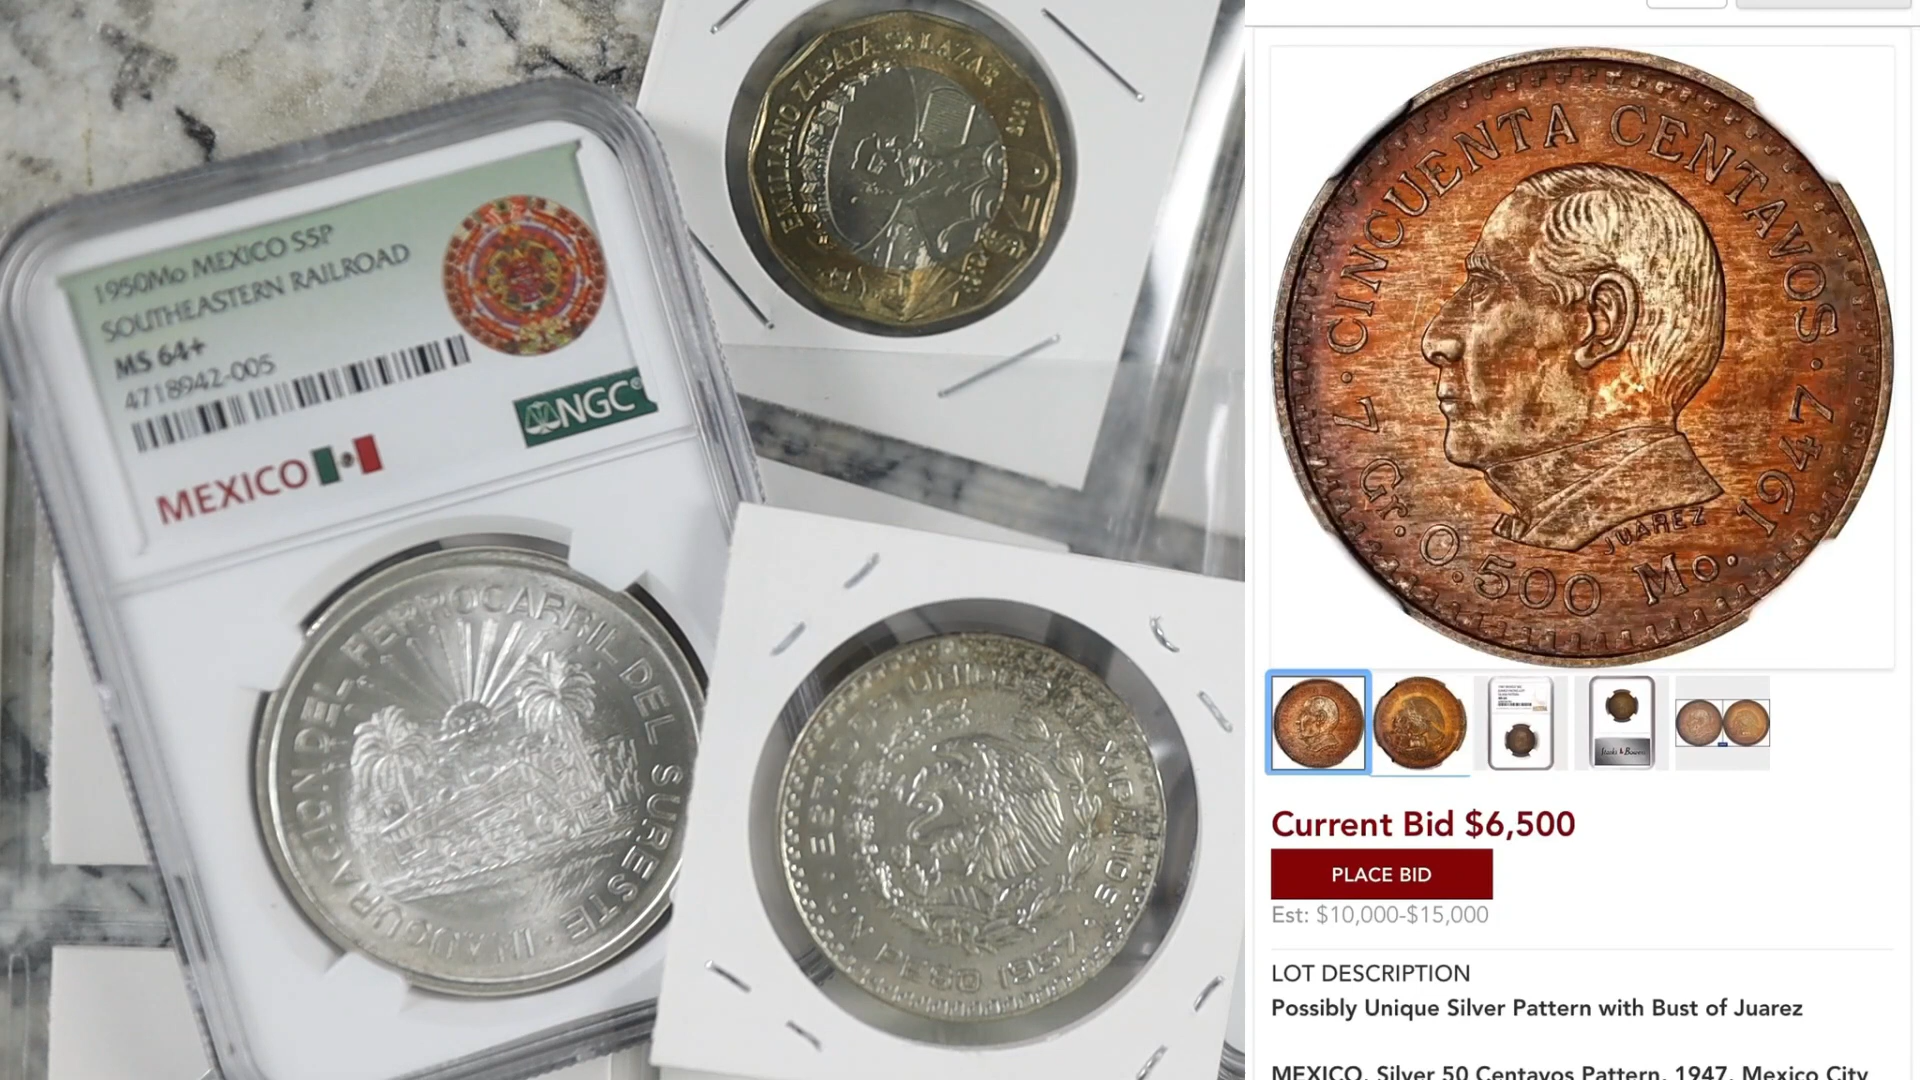 1950Mo MEXICO S5P
SOUTHEASTERN RAILROAD
MS 64+
4718942-005
NGC
MEXICO
INAUGURACION DEL FERROCARRIL DEL SURESTE
EMILIANO ZAPATA SALAZAR
ESTADOS UNIDOS MEXICANOS
UN PESO 1957
7 · CINCUENTA CENTAVOS · 1947
Gr. 0.500 Mo.
JUAREZ
Current Bid $6,500
PLACE BID
Est: $10,000-$15,000
LOT DESCRIPTION
Possibly Unique Silver Pattern with Bust of Juarez
MEXICO. Silver 50 Centavos Pattern, 1947. Mexico City